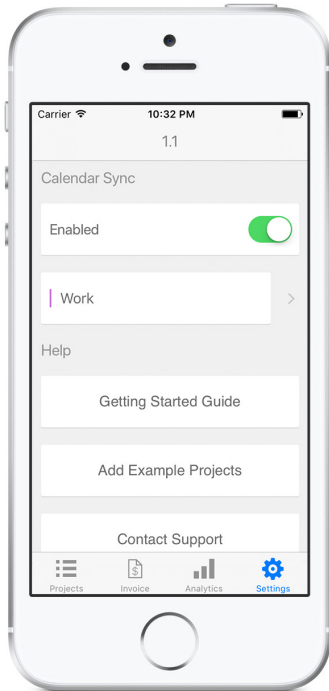 Carrier 10:32 PM
1.1
Calendar Sync
Enabled
Work
Help
Getting Started Guide
Add Example Projects
Contact Support
Projects Invoice Analytics Settings